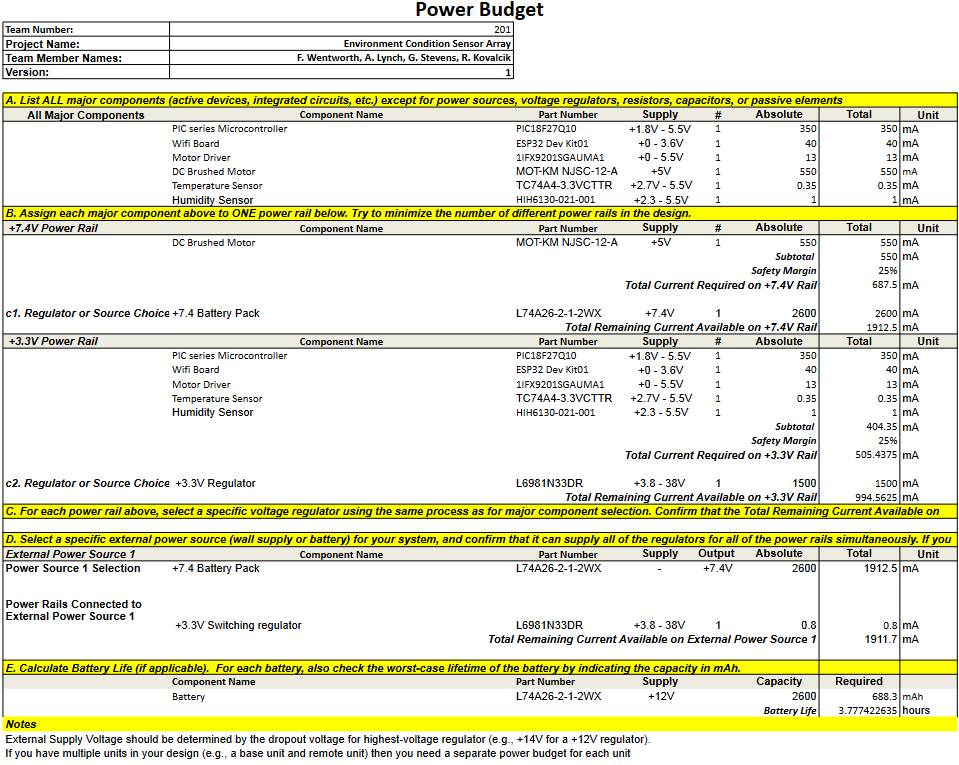 Power Budget
Team Number: 201
Project Name: Environment Condition Sensor Array
Team Member Names: F. Wentworth, A. Lynch, G. Stevens, R. Kovalcik
Version: 1
A. List ALL major components (active devices, integrated circuits, etc.) except for power sources, voltage regulators, resistors, capacitors, or passive elements
All Major Components Component Name Part Number Supply # Absolute Total Unit
PIC series Microcontroller PIC18F27Q10 +1.8V - 5.5V 1 350 350 mA
Wifi Board ESP32 Dev Kit01 +0 - 3.6V 1 40 40 mA
Motor Driver 1IFX9201SGAUMA1 +0 - 5.5V 1 13 13 mA
DC Brushed Motor MOT-KM NJSC-12-A +5V 1 550 550 mA
Temperature Sensor TC74A4-3.3VCTTR +2.7V - 5.5V 1 0.35 0.35 mA
Humidity Sensor HIH6130-021-001 +2.3 - 5.5V 1 1 1 mA
B. Assign each major component above to ONE power rail below. Try to minimize the number of different power rails in the design.
+7.4V Power Rail Component Name Part Number Supply # Absolute Total Unit
DC Brushed Motor MOT-KM NJSC-12-A +5V 1 550 550 mA
Subtotal 550 mA
Safety Margin 25%
Total Current Required on +7.4V Rail 687.5 mA
c1. Regulator or Source Choice +7.4 Battery Pack L74A26-2-1-2WX +7.4V 1 2600 2600 mA
Total Remaining Current Available on +7.4V Rail 1912.5 mA
+3.3V Power Rail Component Name Part Number Supply # Absolute Total Unit
PIC series Microcontroller PIC18F27Q10 +1.8V - 5.5V 1 350 350 mA
Wifi Board ESP32 Dev Kit01 +0 - 3.6V 1 40 40 mA
Motor Driver 1IFX9201SGAUMA1 +0 - 5.5V 1 13 13 mA
Temperature Sensor TC74A4-3.3VCTTR +2.7V - 5.5V 1 0.35 0.35 mA
Humidity Sensor HIH6130-021-001 +2.3 - 5.5V 1 1 1 mA
Subtotal 404.35 mA
Safety Margin 25%
Total Current Required on +3.3V Rail 505.4375 mA
c2. Regulator or Source Choice +3.3V Regulator L6981N33DR +3.8 - 38V 1 1500 1500 mA
Total Remaining Current Available on +3.3V Rail 994.5625 mA
C. For each power rail above, select a specific voltage regulator using the same process as for major component selection. Confirm that the Total Remaining Current Available on
D. Select a specific external power source (wall supply or battery) for your system, and confirm that it can supply all of the regulators for all of the power rails simultaneously. If you
External Power Source 1 Component Name Part Number Supply Output Absolute Total Unit
Power Source 1 Selection +7.4 Battery Pack L74A26-2-1-2WX - +7.4V 2600 1912.5 mA
Power Rails Connected to
External Power Source 1
+3.3V Switching regulator L6981N33DR +3.8 - 38V 1 0.8 0.8 mA
Total Remaining Current Available on External Power Source 1 1911.7 mA
E. Calculate Battery Life (if applicable). For each battery, also check the worst-case lifetime of the battery by indicating the capacity in mAh.
Component Name Part Number Supply Capacity Required
Battery L74A26-2-1-2WX +12V 2600 688.3 mAh
Battery Life 3.777422635 hours
Notes
External Supply Voltage should be determined by the dropout voltage for highest-voltage regulator (e.g., +14V for a +12V regulator).
If you have multiple units in your design (e.g., a base unit and remote unit) then you need a separate power budget for each unit